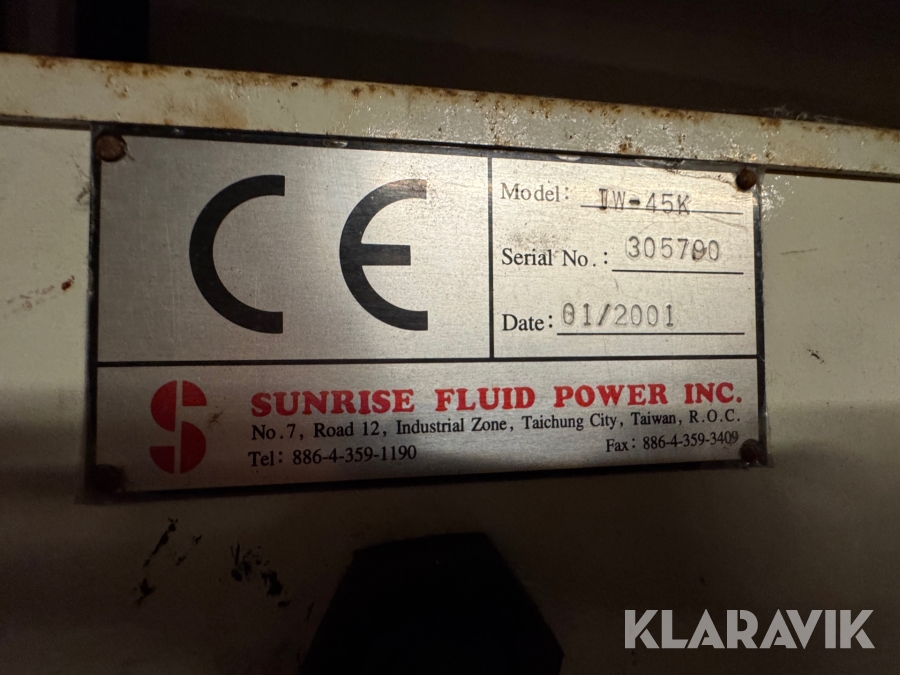 CE
Model: IW-45K
Serial No.: 305790
Date: 01/2001
S
SUNRISE FLUID POWER INC.
No.7, Road 12, Industrial Zone, Taichung City, Taiwan, R.O.C.
Tel: 886-4-359-1190 Fax: 886-4-359-3409
KLARAVIK